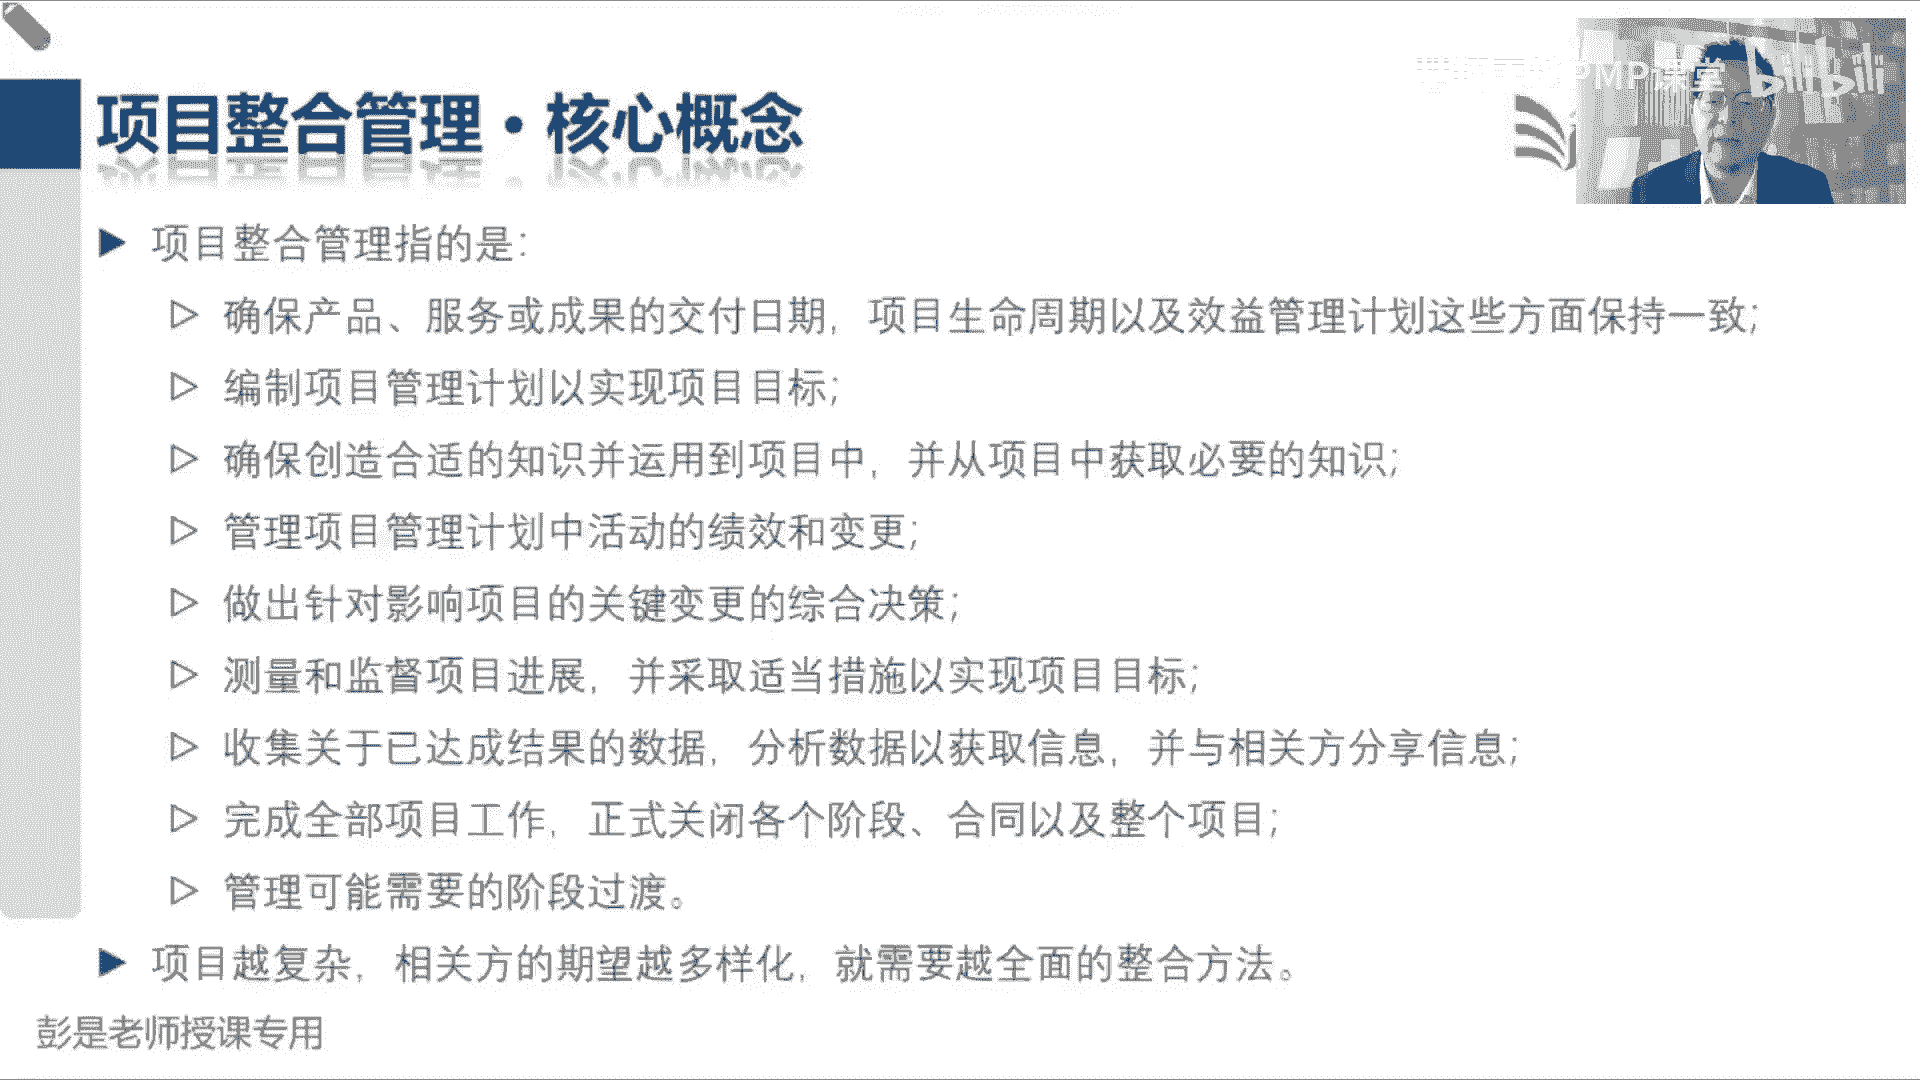 PMP课堂 bilibili
项目整合管理·核心概念
项目整合管理指的是：
确保产品、服务或成果的交付日期，项目生命周期以及效益管理计划这些方面保持一致；
编制项目管理计划以实现项目目标；
确保创造合适的知识并运用到项目中，并从项目中获取必要的知识；
管理项目管理计划中活动的绩效和变更；
做出针对影响项目的关键变更的综合决策；
测量和监督项目进展，并采取适当措施以实现项目目标；
收集关于已达成结果的数据，分析数据以获取信息，并与相关方分享信息；
完成全部项目工作，正式关闭各个阶段、合同以及整个项目；
管理可能需要的阶段过渡。
项目越复杂，相关方的期望越多样化，就需要越全面的整合方法。
彭是老师授课专用